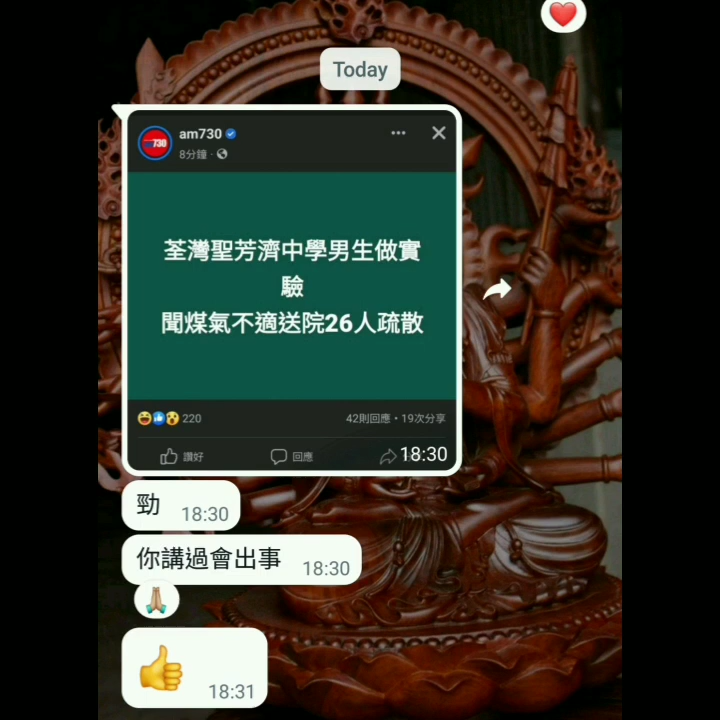 Today
am730
8分鐘
荃灣聖芳濟中學男生做實
驗
聞煤氣不適送院26人疏散
220
42則回應・19次分享
讚好
回應
18:30
勁
18:30
你講過會出事
18:30
18:31